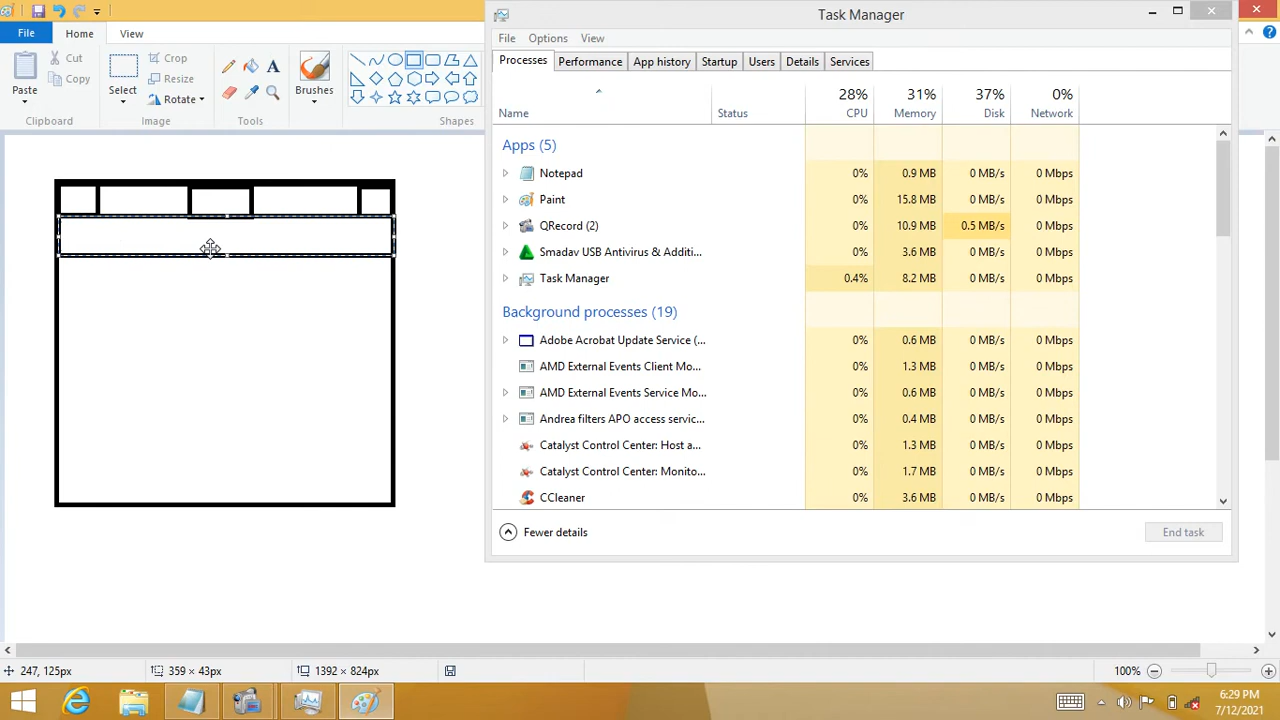 Task Manager
File Home View
File Options View
Paste
Cut
Copy
Clipboard
Select
Crop
Resize
Rotate
Image
Tools
Brushes
Shapes
Processes Performance App history Startup Users Details Services
28% 31% 37% 0%
Name Status CPU Memory Disk Network
Apps (5)
Notepad 0% 0.9 MB 0 MB/s 0 Mbps
Paint 0% 15.8 MB 0 MB/s 0 Mbps
QRecord (2) 0% 10.9 MB 0.5 MB/s 0 Mbps
Smadav USB Antivirus & Additi... 0% 3.6 MB 0 MB/s 0 Mbps
Task Manager 0.4% 8.2 MB 0 MB/s 0 Mbps
Background processes (19)
Adobe Acrobat Update Service (... 0% 0.6 MB 0 MB/s 0 Mbps
AMD External Events Client Mo... 0% 1.3 MB 0 MB/s 0 Mbps
AMD External Events Service Mo... 0% 0.6 MB 0 MB/s 0 Mbps
Andrea filters APO access servic... 0% 0.4 MB 0 MB/s 0 Mbps
Catalyst Control Center: Host a... 0% 1.3 MB 0 MB/s 0 Mbps
Catalyst Control Center: Monito... 0% 1.7 MB 0 MB/s 0 Mbps
CCleaner 0% 3.6 MB 0 MB/s 0 Mbps
Fewer details End task
247, 125px 359 × 43px 1392 × 824px 100%
6:29 PM
7/12/2021